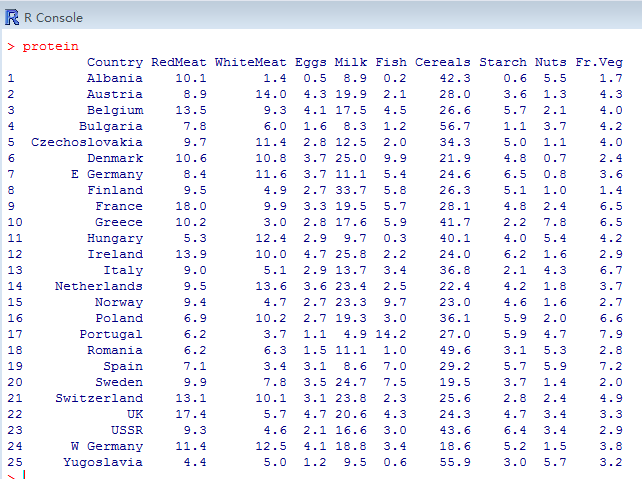 R Console
> protein
Country RedMeat WhiteMeat Eggs Milk Fish Cereals Starch Nuts Fr.Veg
1 Albania 10.1 1.4 0.5 8.9 0.2 42.3 0.6 5.5 1.7
2 Austria 8.9 14.0 4.3 19.9 2.1 28.0 3.6 1.3 4.3
3 Belgium 13.5 9.3 4.1 17.5 4.5 26.6 5.7 2.1 4.0
4 Bulgaria 7.8 6.0 1.6 8.3 1.2 56.7 1.1 3.7 4.2
5 Czechoslovakia 9.7 11.4 2.8 12.5 2.0 34.3 5.0 1.1 4.0
6 Denmark 10.6 10.8 3.7 25.0 9.9 21.9 4.8 0.7 2.4
7 E Germany 8.4 11.6 3.7 11.1 5.4 24.6 6.5 0.8 3.6
8 Finland 9.5 4.9 2.7 33.7 5.8 26.3 5.1 1.0 1.4
9 France 18.0 9.9 3.3 19.5 5.7 28.1 4.8 2.4 6.5
10 Greece 10.2 3.0 2.8 17.6 5.9 41.7 2.2 7.8 6.5
11 Hungary 5.3 12.4 2.9 9.7 0.3 40.1 4.0 5.4 4.2
12 Ireland 13.9 10.0 4.7 25.8 2.2 24.0 6.2 1.6 2.9
13 Italy 9.0 5.1 2.9 13.7 3.4 36.8 2.1 4.3 6.7
14 Netherlands 9.5 13.6 3.6 23.4 2.5 22.4 4.2 1.8 3.7
15 Norway 9.4 4.7 2.7 23.3 9.7 23.0 4.6 1.6 2.7
16 Poland 6.9 10.2 2.7 19.3 3.0 36.1 5.9 2.0 6.6
17 Portugal 6.2 3.7 1.1 4.9 14.2 27.0 5.9 4.7 7.9
18 Romania 6.2 6.3 1.5 11.1 1.0 49.6 3.1 5.3 2.8
19 Spain 7.1 3.4 3.1 8.6 7.0 29.2 5.7 5.9 7.2
20 Sweden 9.9 7.8 3.5 24.7 7.5 19.5 3.7 1.4 2.0
21 Switzerland 13.1 10.1 3.1 23.8 2.3 25.6 2.8 2.4 4.9
22 UK 17.4 5.7 4.7 20.6 4.3 24.3 4.7 3.4 3.3
23 USSR 9.3 4.6 2.1 16.6 3.0 43.6 6.4 3.4 2.9
24 W Germany 11.4 12.5 4.1 18.8 3.4 18.6 5.2 1.5 3.8
25 Yugoslavia 4.4 5.0 1.2 9.5 0.6 55.9 3.0 5.7 3.2
>